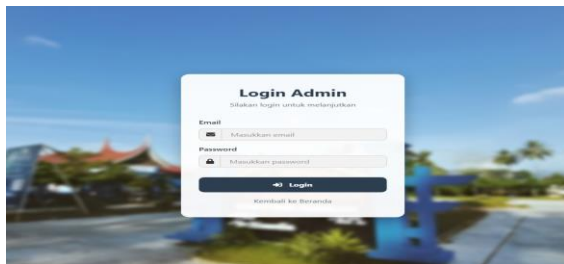 Login Admin
Silakan login untuk melanjutkan
Email
Masukkan email
Password
Masukkan password
Login
Kembali ke Beranda